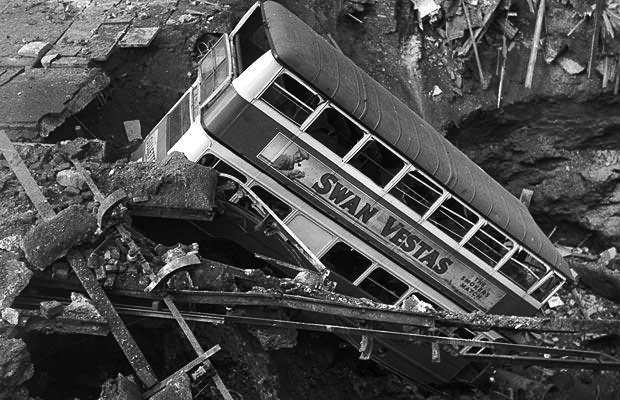 SWAN VESTAS
THE
SMOKER'S
MATCH